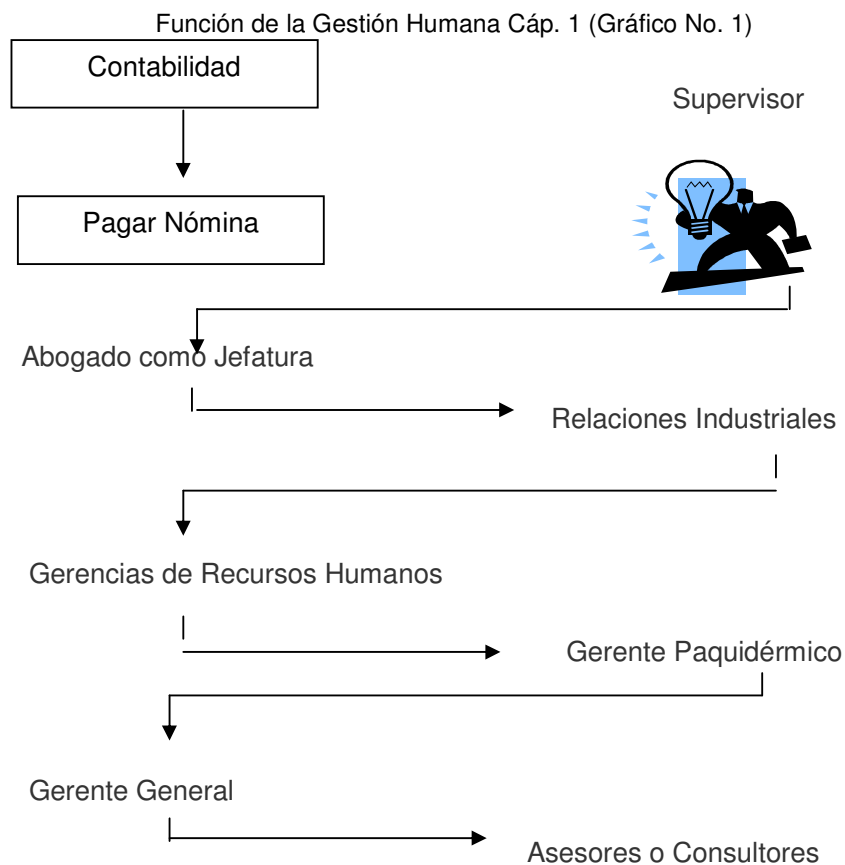 Función de la Gestión Humana Cáp. 1 (Gráfico No. 1)
Contabilidad
Supervisor
Pagar Nómina
Abogado como Jefatura
Relaciones Industriales
Gerencias de Recursos Humanos
Gerente Paquidérmico
Gerente General
Asesores o Consultores